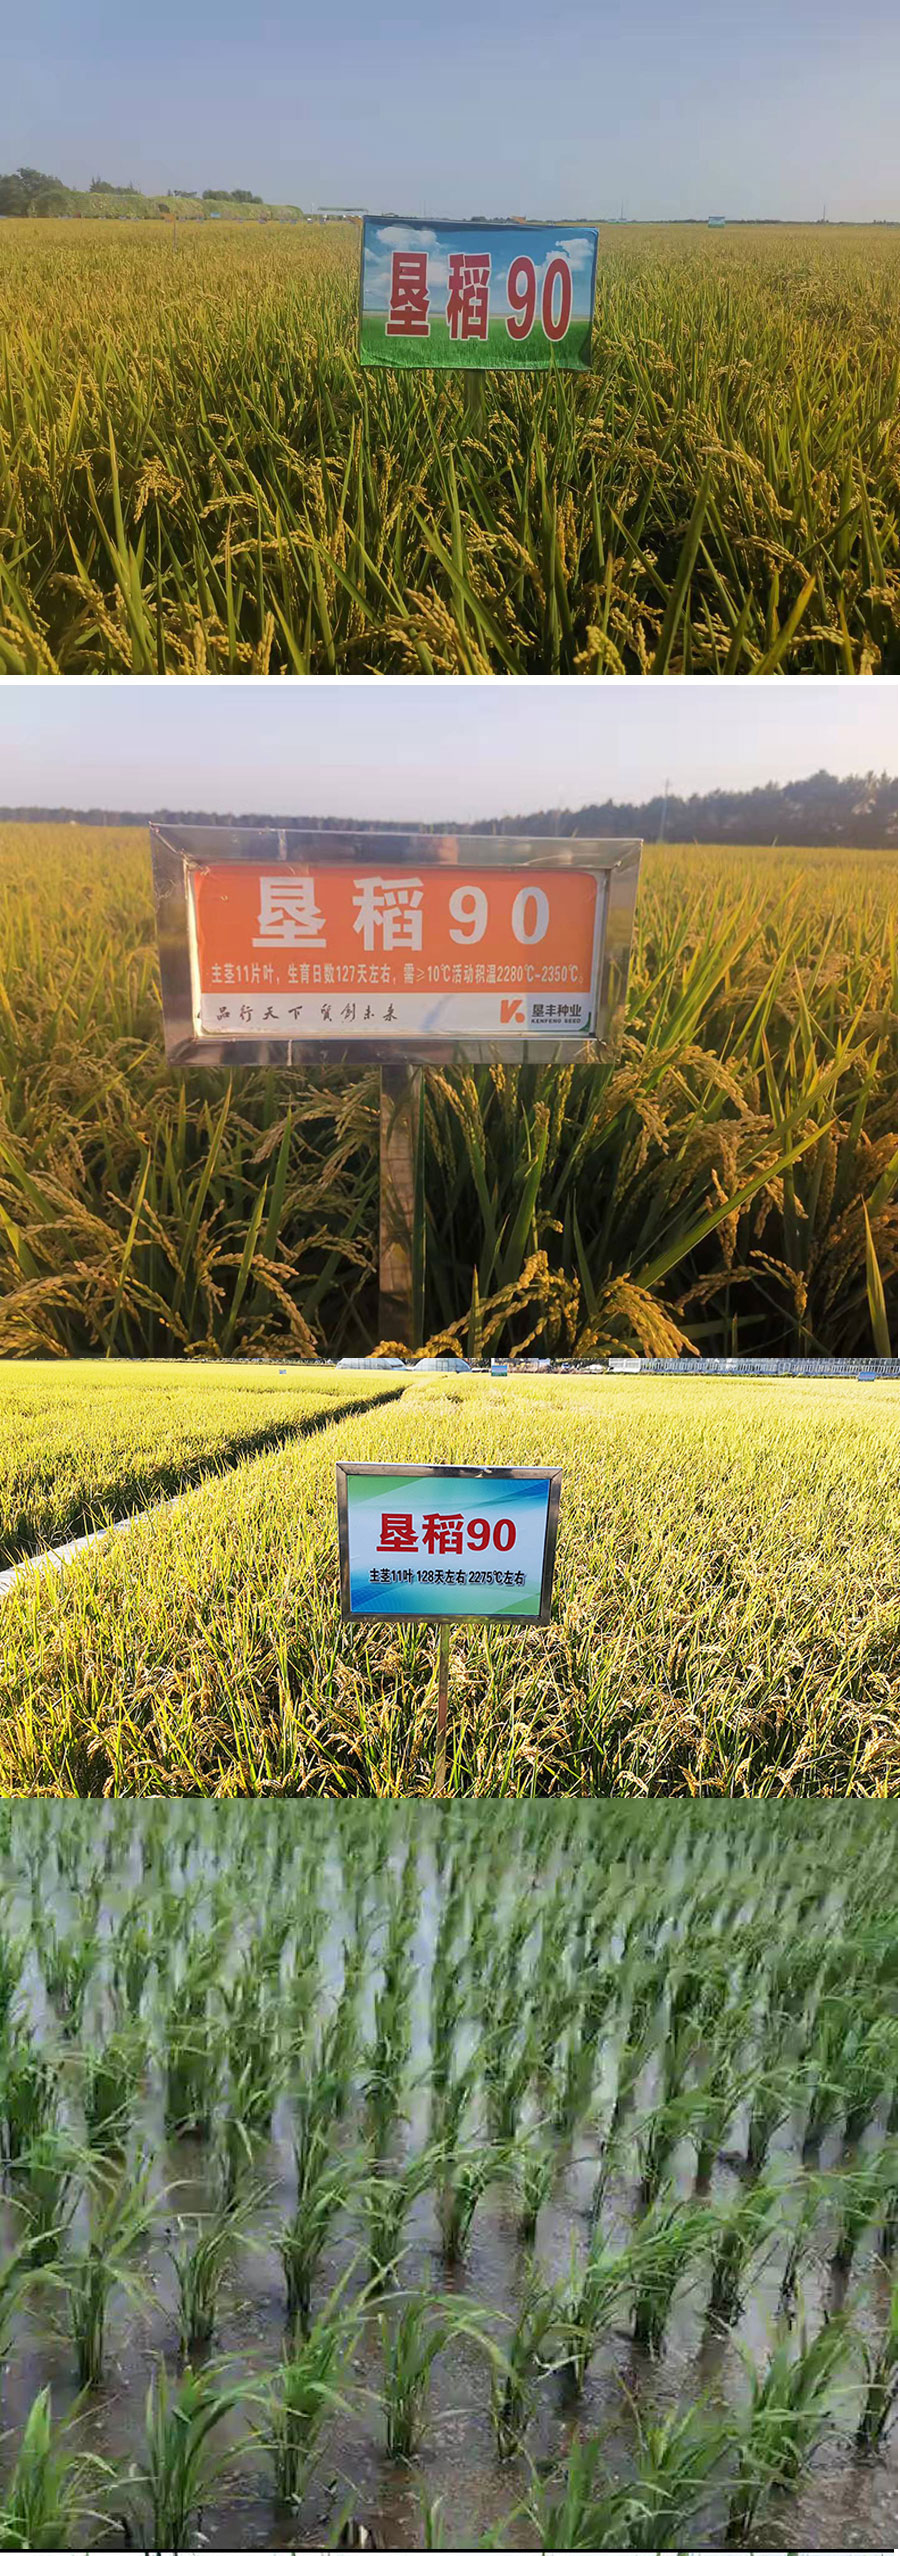 垦稻90
垦稻90
主茎11片叶，生育日数127天左右，需≥10℃活动积温2280℃-2350℃。
品行天下 贸创未来
垦丰种业
KENFENG SEED
垦稻90
主茎11叶 128天左右 2275℃左右